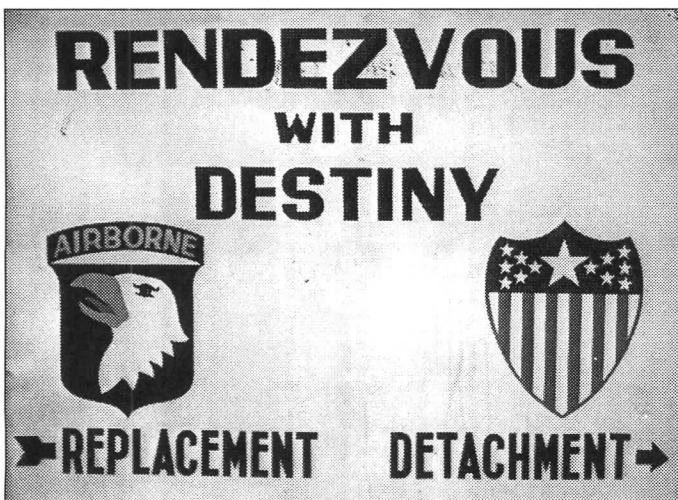 RENDEZVOUS
WITH
DESTINY
AIRBORNE
REPLACEMENT DETACHMENT